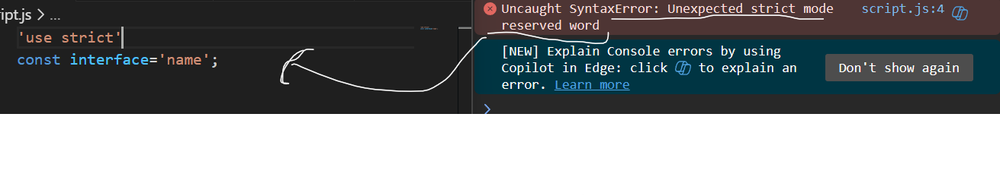 ipt.js > ...
'use strict'
const interface='name';
Uncaught SyntaxError: Unexpected strict mode script.js:4
reserved word
[NEW] Explain Console errors by using
Copilot in Edge: click to explain an
error. Learn more
Don't show again
>